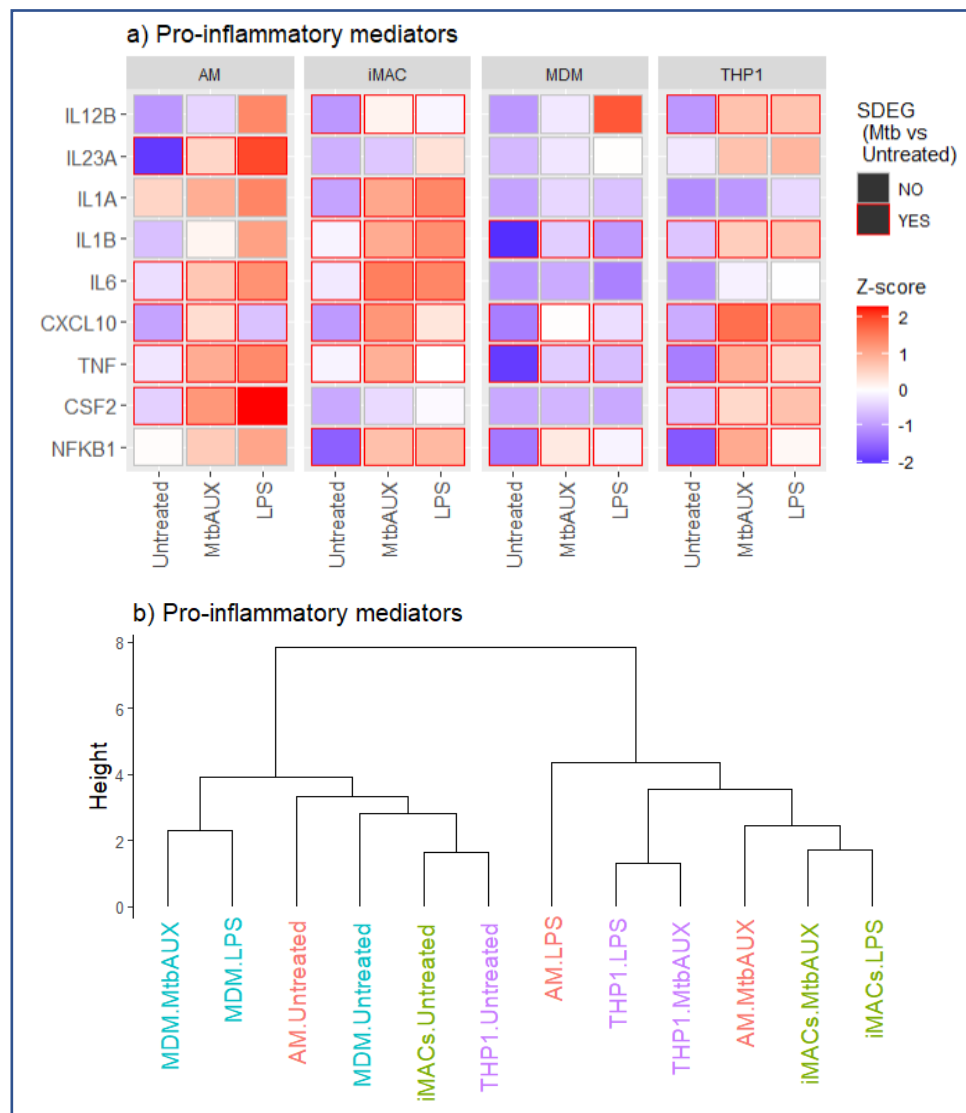 a) Pro-inflammatory mediators
AM iMAC MDM THP1
IL12B
IL23A
IL1A
IL1B
IL6
CXCL10
TNF
CSF2
NFKB1
Untreated MtbAUX LPS Untreated MtbAUX LPS Untreated MtbAUX LPS Untreated MtbAUX LPS
SDEG
(Mtb vs
Untreated)
NO
YES
Z-score
2
1
0
-1
-2
b) Pro-inflammatory mediators
Height
8
6
4
2
0
MDM.MtbAUX
MDM.LPS
AM.Untreated
MDM.Untreated
iMACs.Untreated
THP1.Untreated
AM.LPS
THP1.LPS
THP1.MtbAUX
AM.MtbAUX
iMACs.MtbAUX
iMACs.LPS